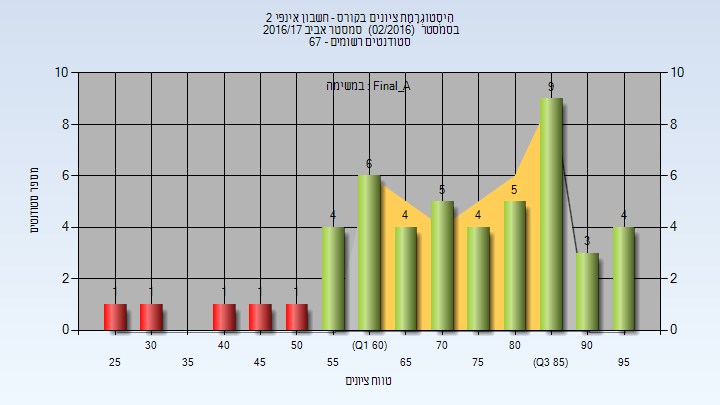 היסטוגרמת ציונים בקורס - חשבון אינפי 2
בסמסטר (02/2016) סמסטר אביב 2016/17
סטודנטים רשומים - 67
במשימה : Final_A
מספר סטודנטים
10 10
8 8
6 6
4 4
2 2
0 0
1 1 1 1 1 4 6 4 5 4 5 9 3 4
30 40 50 (Q1 60) 70 80 90
25 35 45 55 65 75 (Q3 85) 95
טווח ציונים